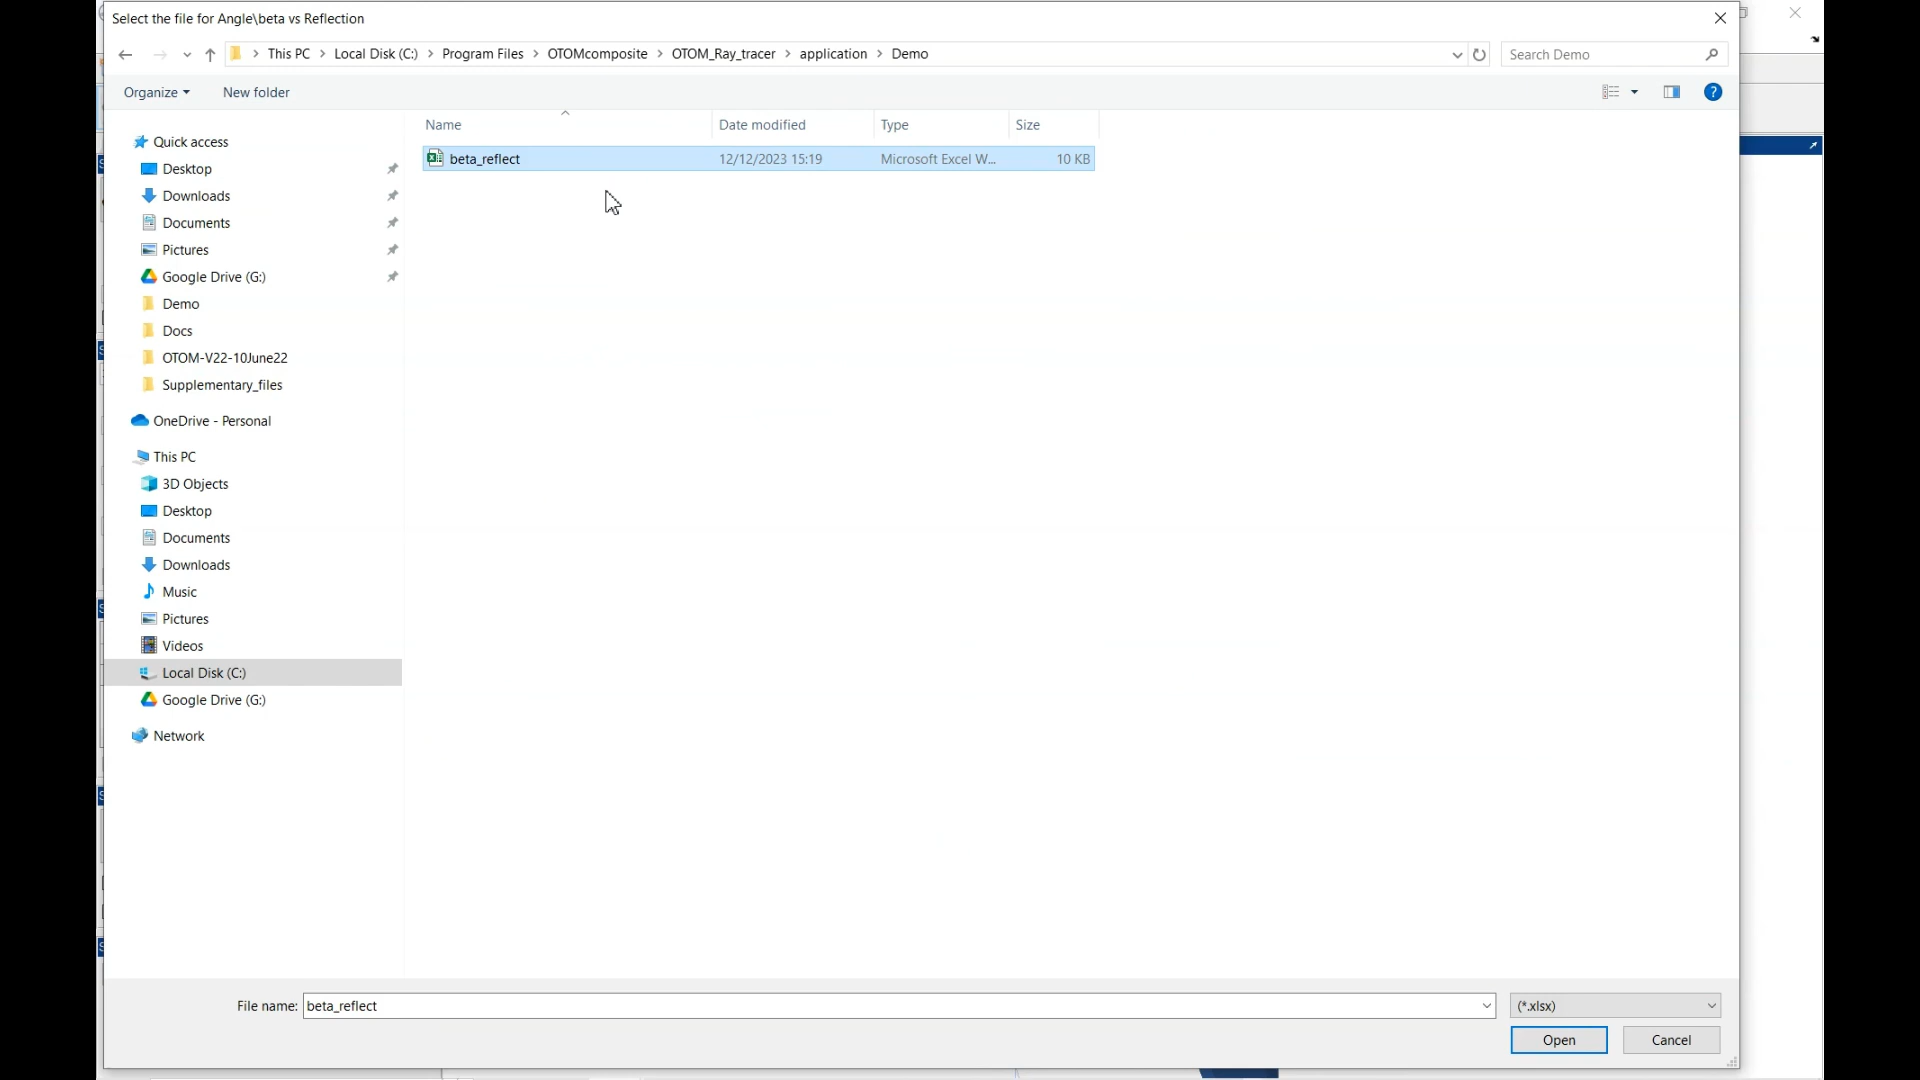 Select the file for Angle\beta vs Reflection
This PC > Local Disk (C:) > Program Files > OTOMcomposite > OTOM_Ray_tracer > application > Demo
Search Demo
Organize
New folder
Name
Date modified
Type
Size
beta_reflect
12/12/2023 15:19
Microsoft Excel W...
10 KB
Quick access
Desktop
Downloads
Documents
Pictures
Google Drive (G:)
Demo
Docs
OTOM-V22-10June22
Supplementary_files
OneDrive - Personal
This PC
3D Objects
Desktop
Documents
Downloads
Music
Pictures
Videos
Local Disk (C:)
Google Drive (G:)
Network
File name:
beta_reflect
(*.xlsx)
Open
Cancel